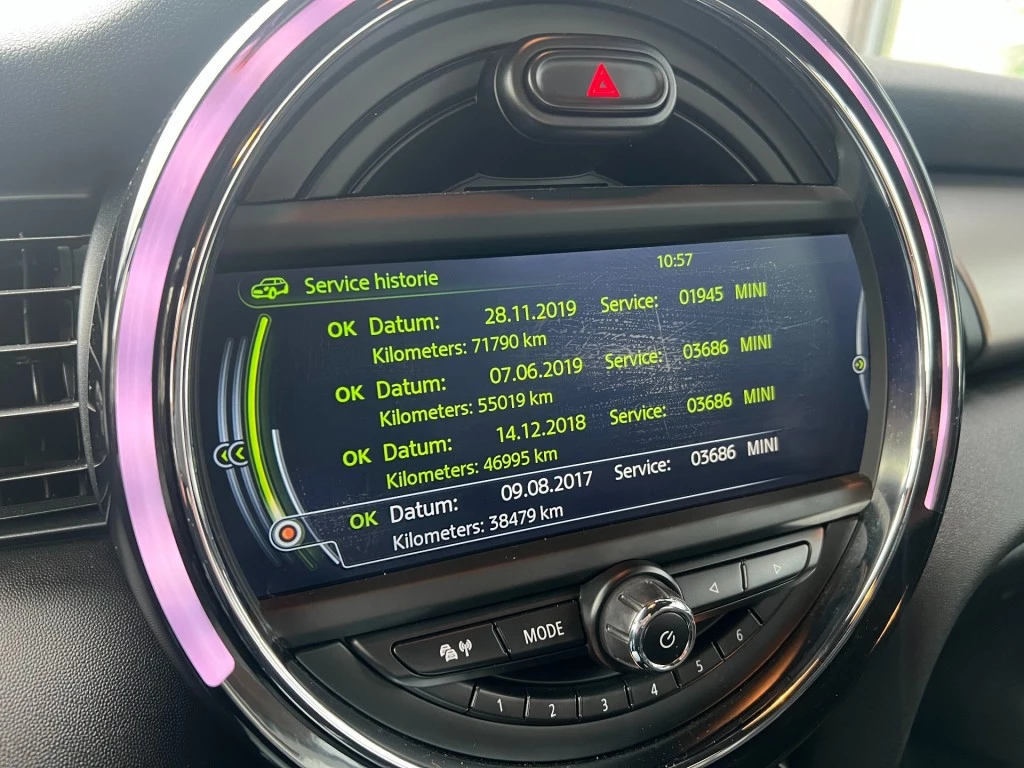 Service historie 10:57
OK Datum: 28.11.2019 Service: 01945 MINI
Kilometers: 71790 km
OK Datum: 07.06.2019 Service: 03686 MINI
Kilometers: 55019 km
OK Datum: 14.12.2018 Service: 03686 MINI
Kilometers: 46995 km
OK Datum: 09.08.2017 Service: 03686 MINI
Kilometers: 38479 km
MODE
1 2 3 4 5 6